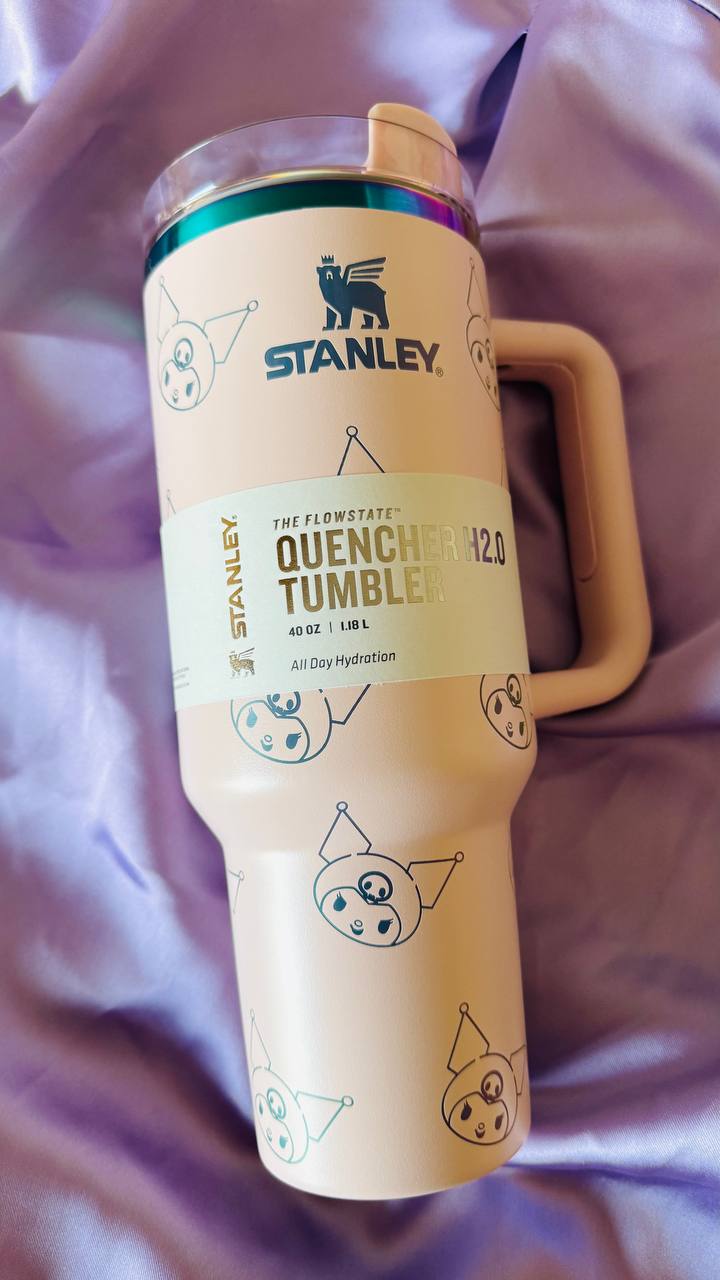 STANLEY®
STANLEY®
THE FLOWSTATE™
QUENCHER H2.0
TUMBLER
40 OZ | 1.18 L
All Day Hydration